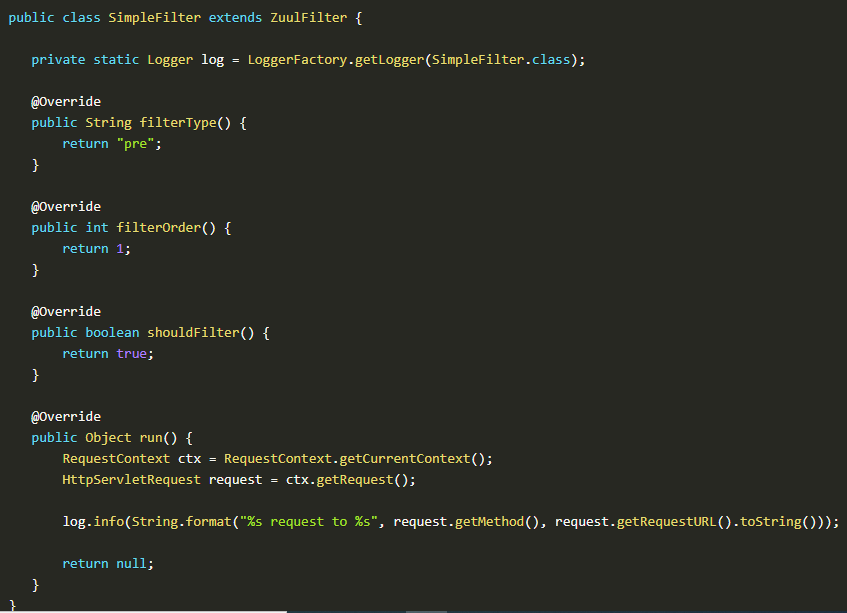 public class SimpleFilter extends ZuulFilter {
private static Logger log = LoggerFactory.getLogger(SimpleFilter.class);
@Override
public String filterType() {
return "pre";
}
@Override
public int filterOrder() {
return 1;
}
@Override
public boolean shouldFilter() {
return true;
}
@Override
public Object run() {
RequestContext ctx = RequestContext.getCurrentContext();
HttpServletRequest request = ctx.getRequest();
log.info(String.format("%s request to %s", request.getMethod(), request.getRequestURL().toString()));
return null;
}
}